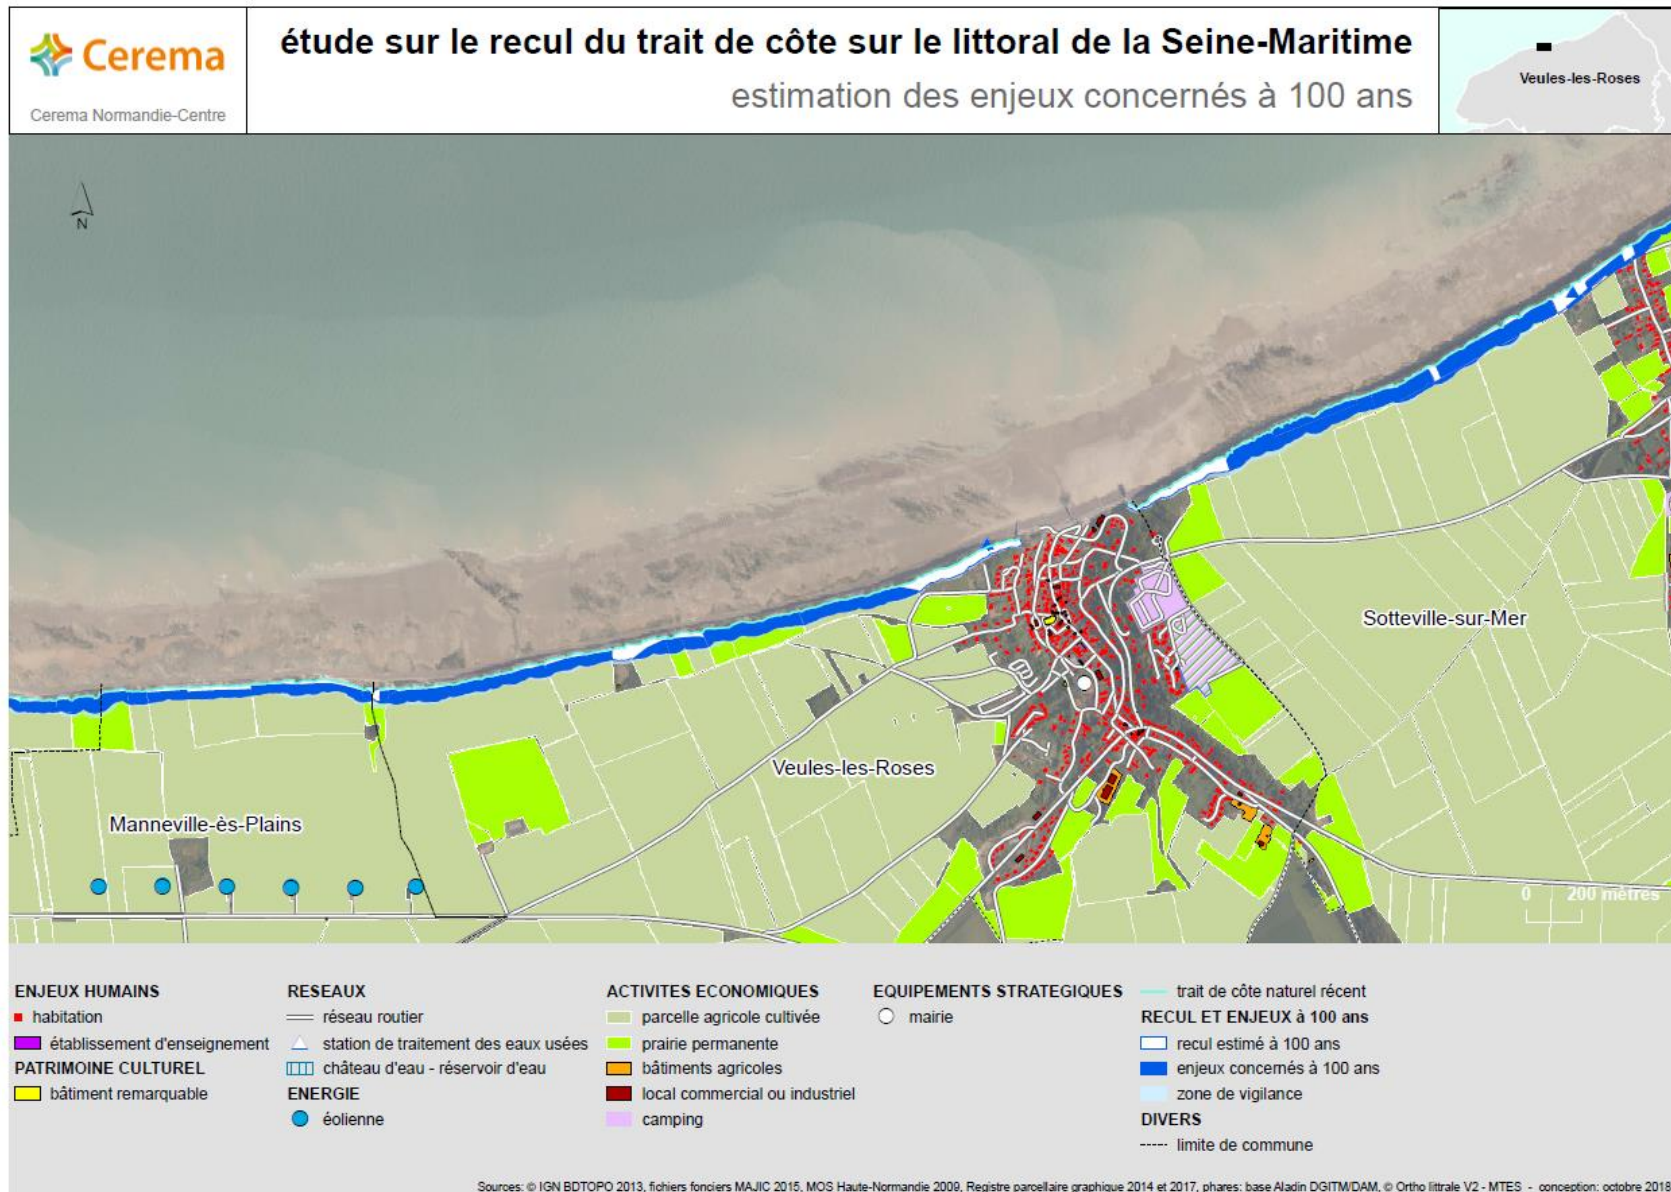 Cerema
Cerema Normandie-Centre
étude sur le recul du trait de côte sur le littoral de la Seine-Maritime
estimation des enjeux concernés à 100 ans
Veules-les-Roses
N
Sotteville-sur-Mer
Veules-les-Roses
Manneville-ès-Plains
0 200 mètres
ENJEUX HUMAINS
habitation
établissement d'enseignement
PATRIMOINE CULTUREL
bâtiment remarquable
RESEAUX
réseau routier
station de traitement des eaux usées
château d'eau - réservoir d'eau
ENERGIE
éolienne
ACTIVITES ECONOMIQUES
parcelle agricole cultivée
prairie permanente
bâtiments agricoles
local commercial ou industriel
camping
EQUIPEMENTS STRATEGIQUES
mairie
trait de côte naturel récent
RECUL ET ENJEUX à 100 ans
recul estimé à 100 ans
enjeux concernés à 100 ans
zone de vigilance
DIVERS
limite de commune
Sources: © IGN BDTOPO 2013, fichiers fonciers MAJIC 2015, MOS Haute-Normandie 2009, Registre parcellaire graphique 2014 et 2017, phares: base Aladin DGITM/DAM, © Ortho littrale V2 - MTES - conception: octobre 2018